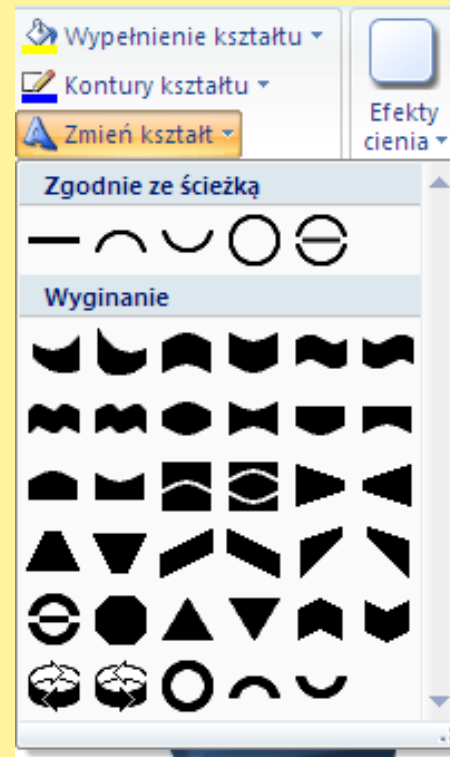 Wypełnienie kształtu
Kontury kształtu
Zmień kształt
Efekty
cienia
Zgodnie ze ścieżką
Wyginanie